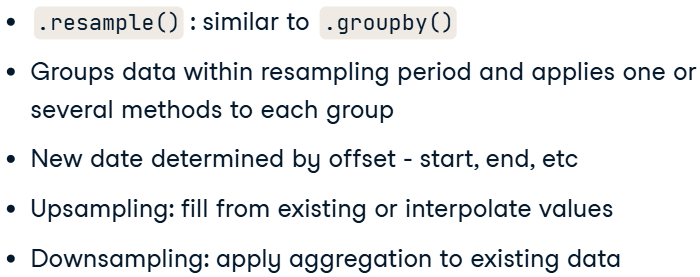 • .resample() : similar to .groupby()
• Groups data within resampling period and applies one or
several methods to each group
• New date determined by offset - start, end, etc
• Upsampling: fill from existing or interpolate values
• Downsampling: apply aggregation to existing data